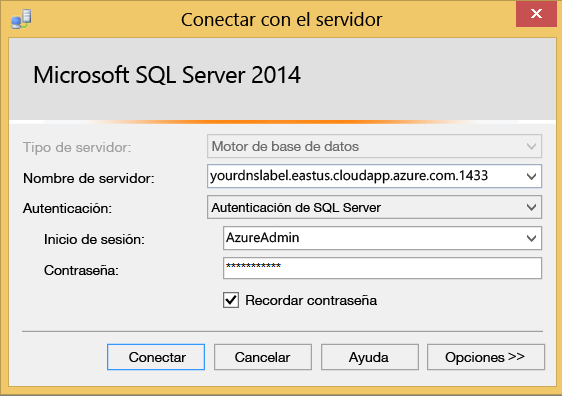 Conectar con el servidor
Microsoft SQL Server 2014
Tipo de servidor: Motor de base de datos
Nombre de servidor: yourdnslabel.eastus.cloudapp.azure.com.1433
Autenticación: Autenticación de SQL Server
Inicio de sesión: AzureAdmin
Contraseña: ***********
Recordar contraseña
Conectar Cancelar Ayuda Opciones >>